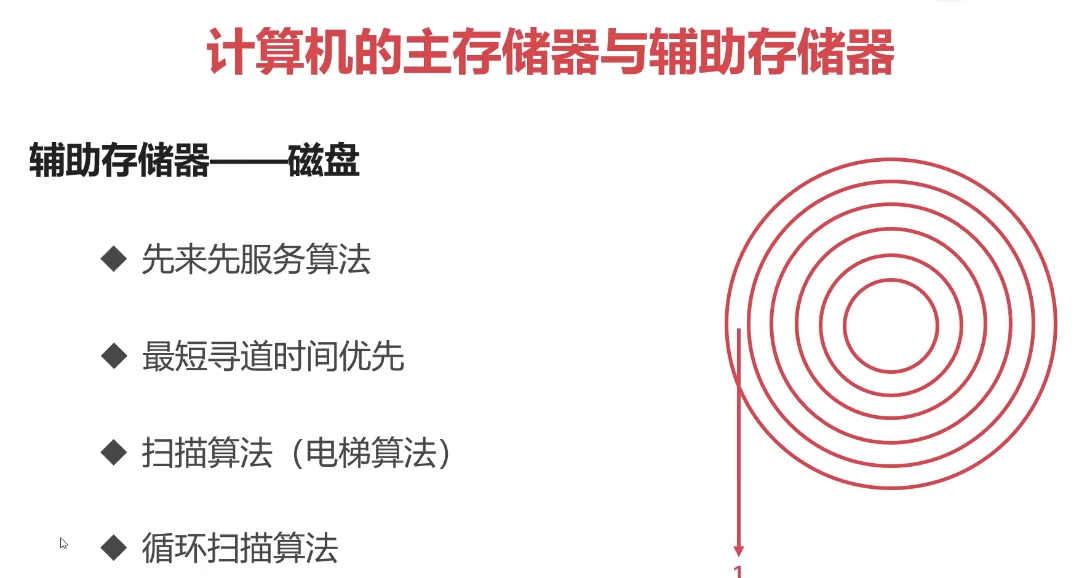 计算机的主存储器与辅助存储器
辅助存储器——磁盘
◆ 先来先服务算法
◆ 最短寻道时间优先
◆ 扫描算法（电梯算法）
◆ 循环扫描算法
1